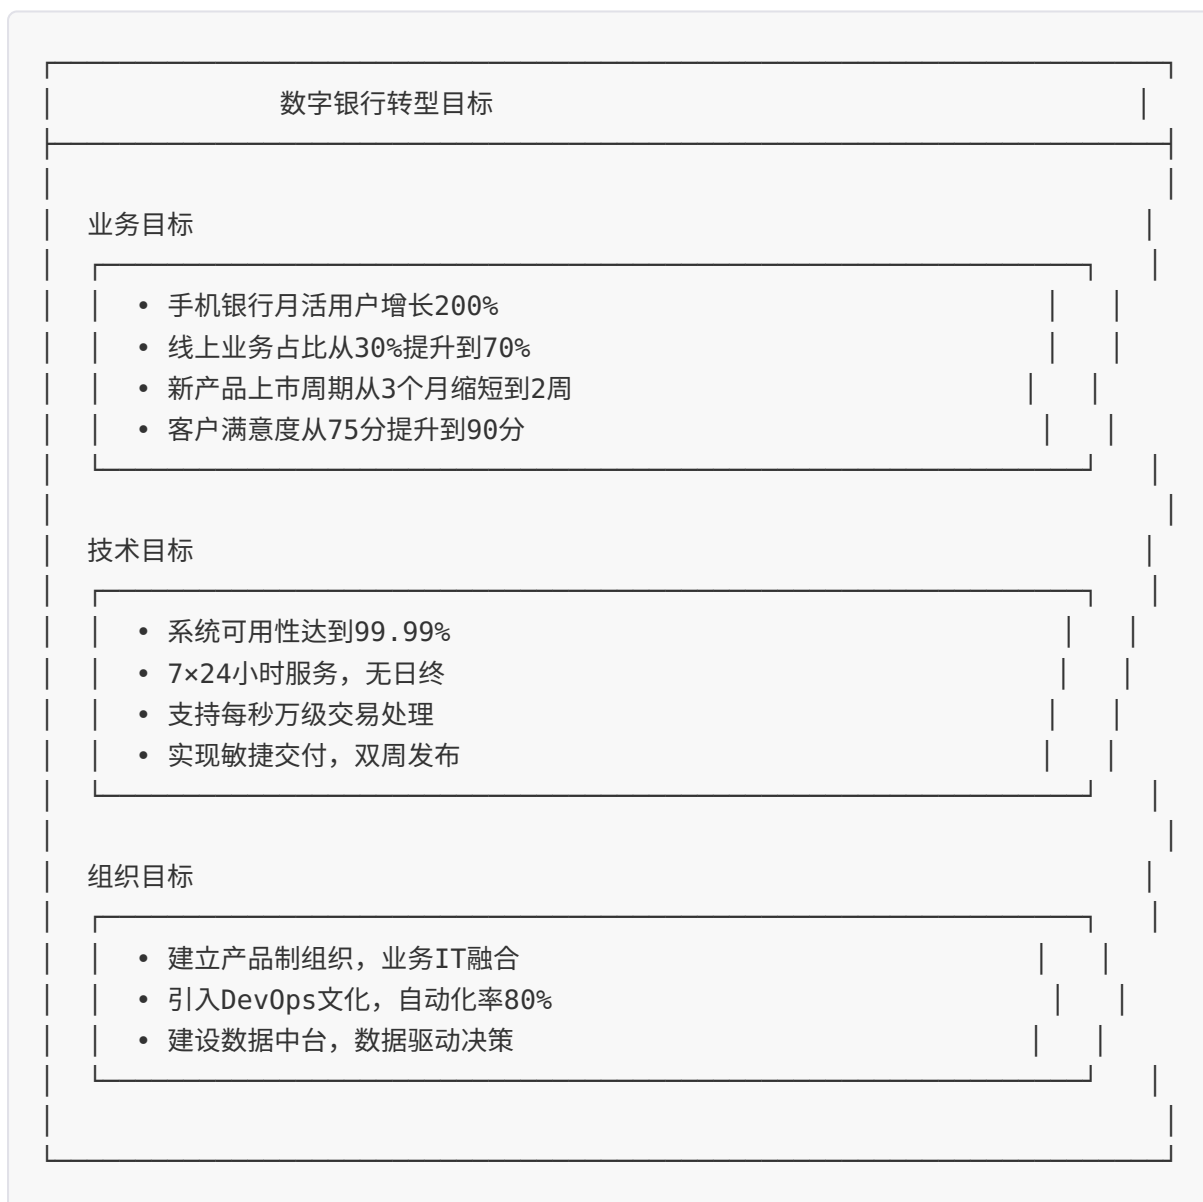 数字银行转型目标
业务目标
• 手机银行月活用户增长200%
• 线上业务占比从30%提升到70%
• 新产品上市周期从3个月缩短到2周
• 客户满意度从75分提升到90分
技术目标
• 系统可用性达到99.99%
• 7×24小时服务，无日终
• 支持每秒万级交易处理
• 实现敏捷交付，双周发布
组织目标
• 建立产品制组织，业务IT融合
• 引入DevOps文化，自动化率80%
• 建设数据中台，数据驱动决策